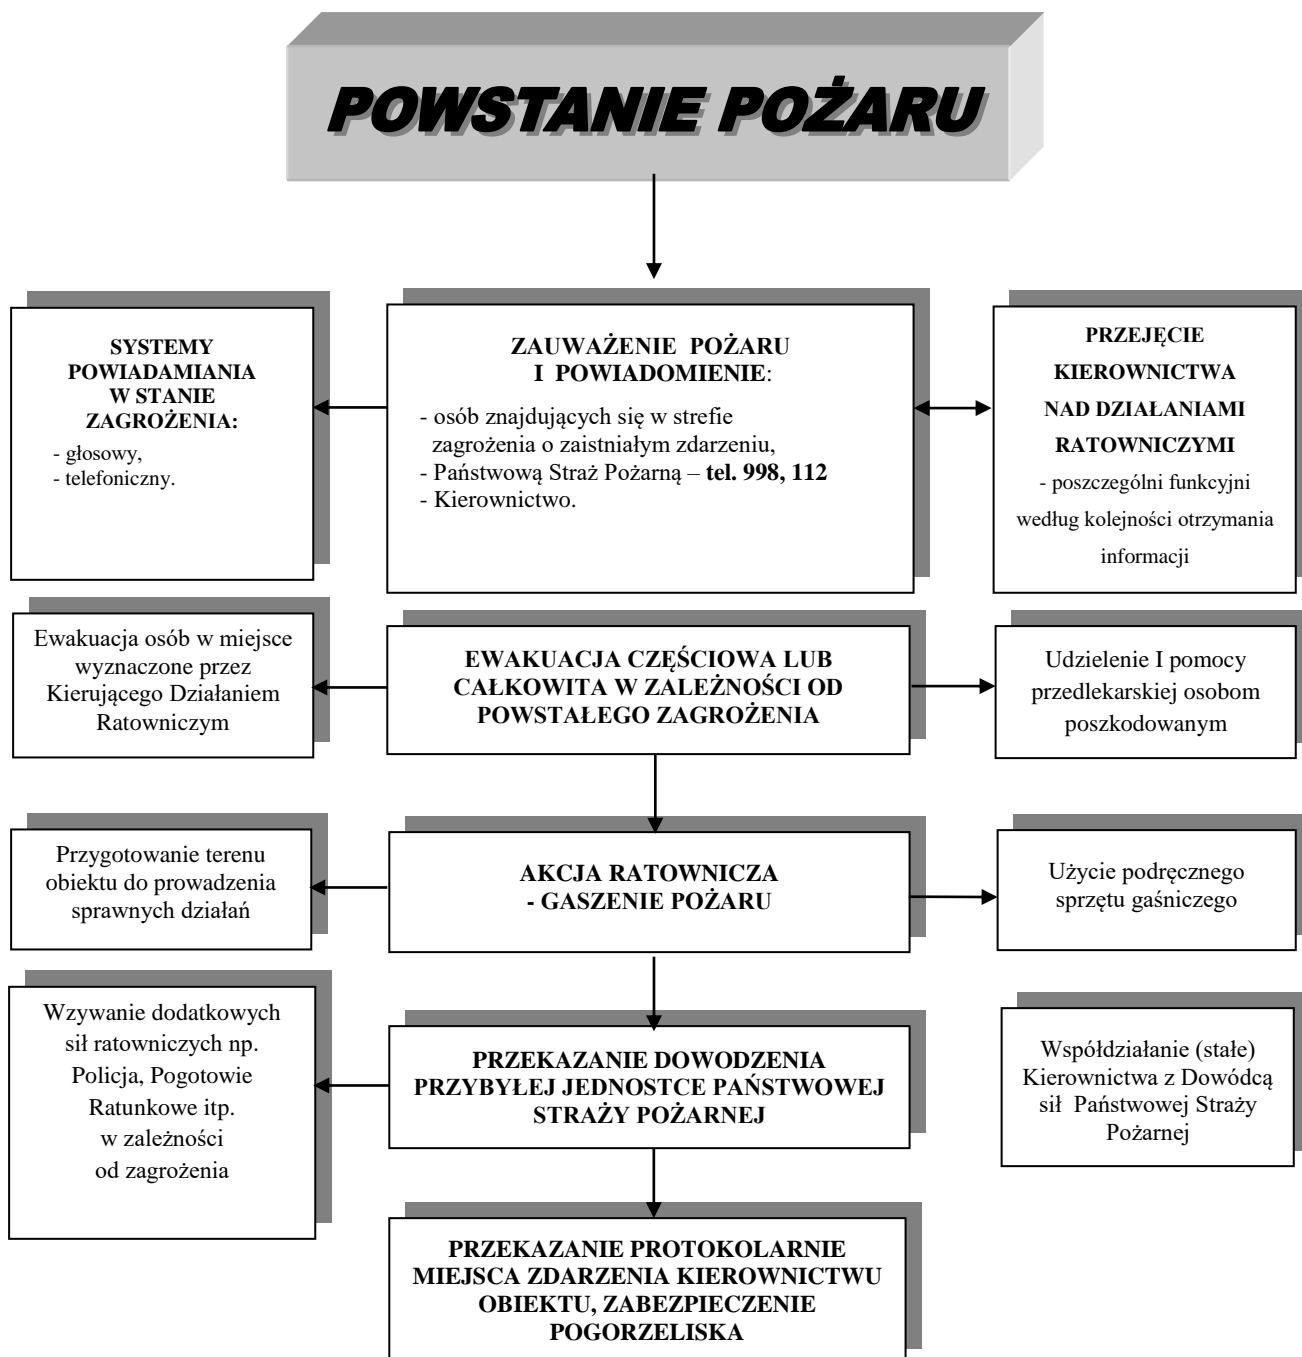 POWSTANIE POŻARU
SYSTEMY
POWIADAMIANIA
W STANIE
ZAGROŻENIA:
- głosowy,
- telefoniczny.
ZAUWAŻENIE POŻARU
I POWIADOMIENIE:
- osób znajdujących się w strefie
zagrożenia o zaistniałym zdarzeniu,
- Państwową Straż Pożarną – tel. 998, 112
- Kierownictwo.
PRZEJĘCIE
KIEROWNICTWA
NAD DZIAŁANIAMI
RATOWNICZYMI
- poszczególni funkcyjni
według kolejności otrzymania
informacji
Ewakuacja osób w miejsce
wyznaczone przez
Kierującego Działaniem
Ratowniczym
EWAKUACJA CZĘŚCIOWA LUB
CAŁKOWITA W ZALEŻNOŚCI OD
POWSTAŁEGO ZAGROŻENIA
Udzielenie I pomocy
przedlekarskiej osobom
poszkodowanym
Przygotowanie terenu
obiektu do prowadzenia
sprawnych działań
AKCJA RATOWNICZA
- GASZENIE POŻARU
Użycie podręcznego
sprzętu gaśniczego
Wzywanie dodatkowych
sił ratowniczych np.
Policja, Pogotowie
Ratunkowe itp.
w zależności
od zagrożenia
PRZEKAZANIE DOWODZENIA
PRZYBYŁEJ JEDNOSTCE PAŃSTWOWEJ
STRAŻY POŻARNEJ
Współdziałanie (stałe)
Kierownictwa z Dowódcą
sił Państwowej Straży
Pożarnej
PRZEKAZANIE PROTOKOLARNIE
MIEJSCA ZDARZENIA KIEROWNICTWU
OBIEKTU, ZABEZPIECZENIE
POGORZELISKA